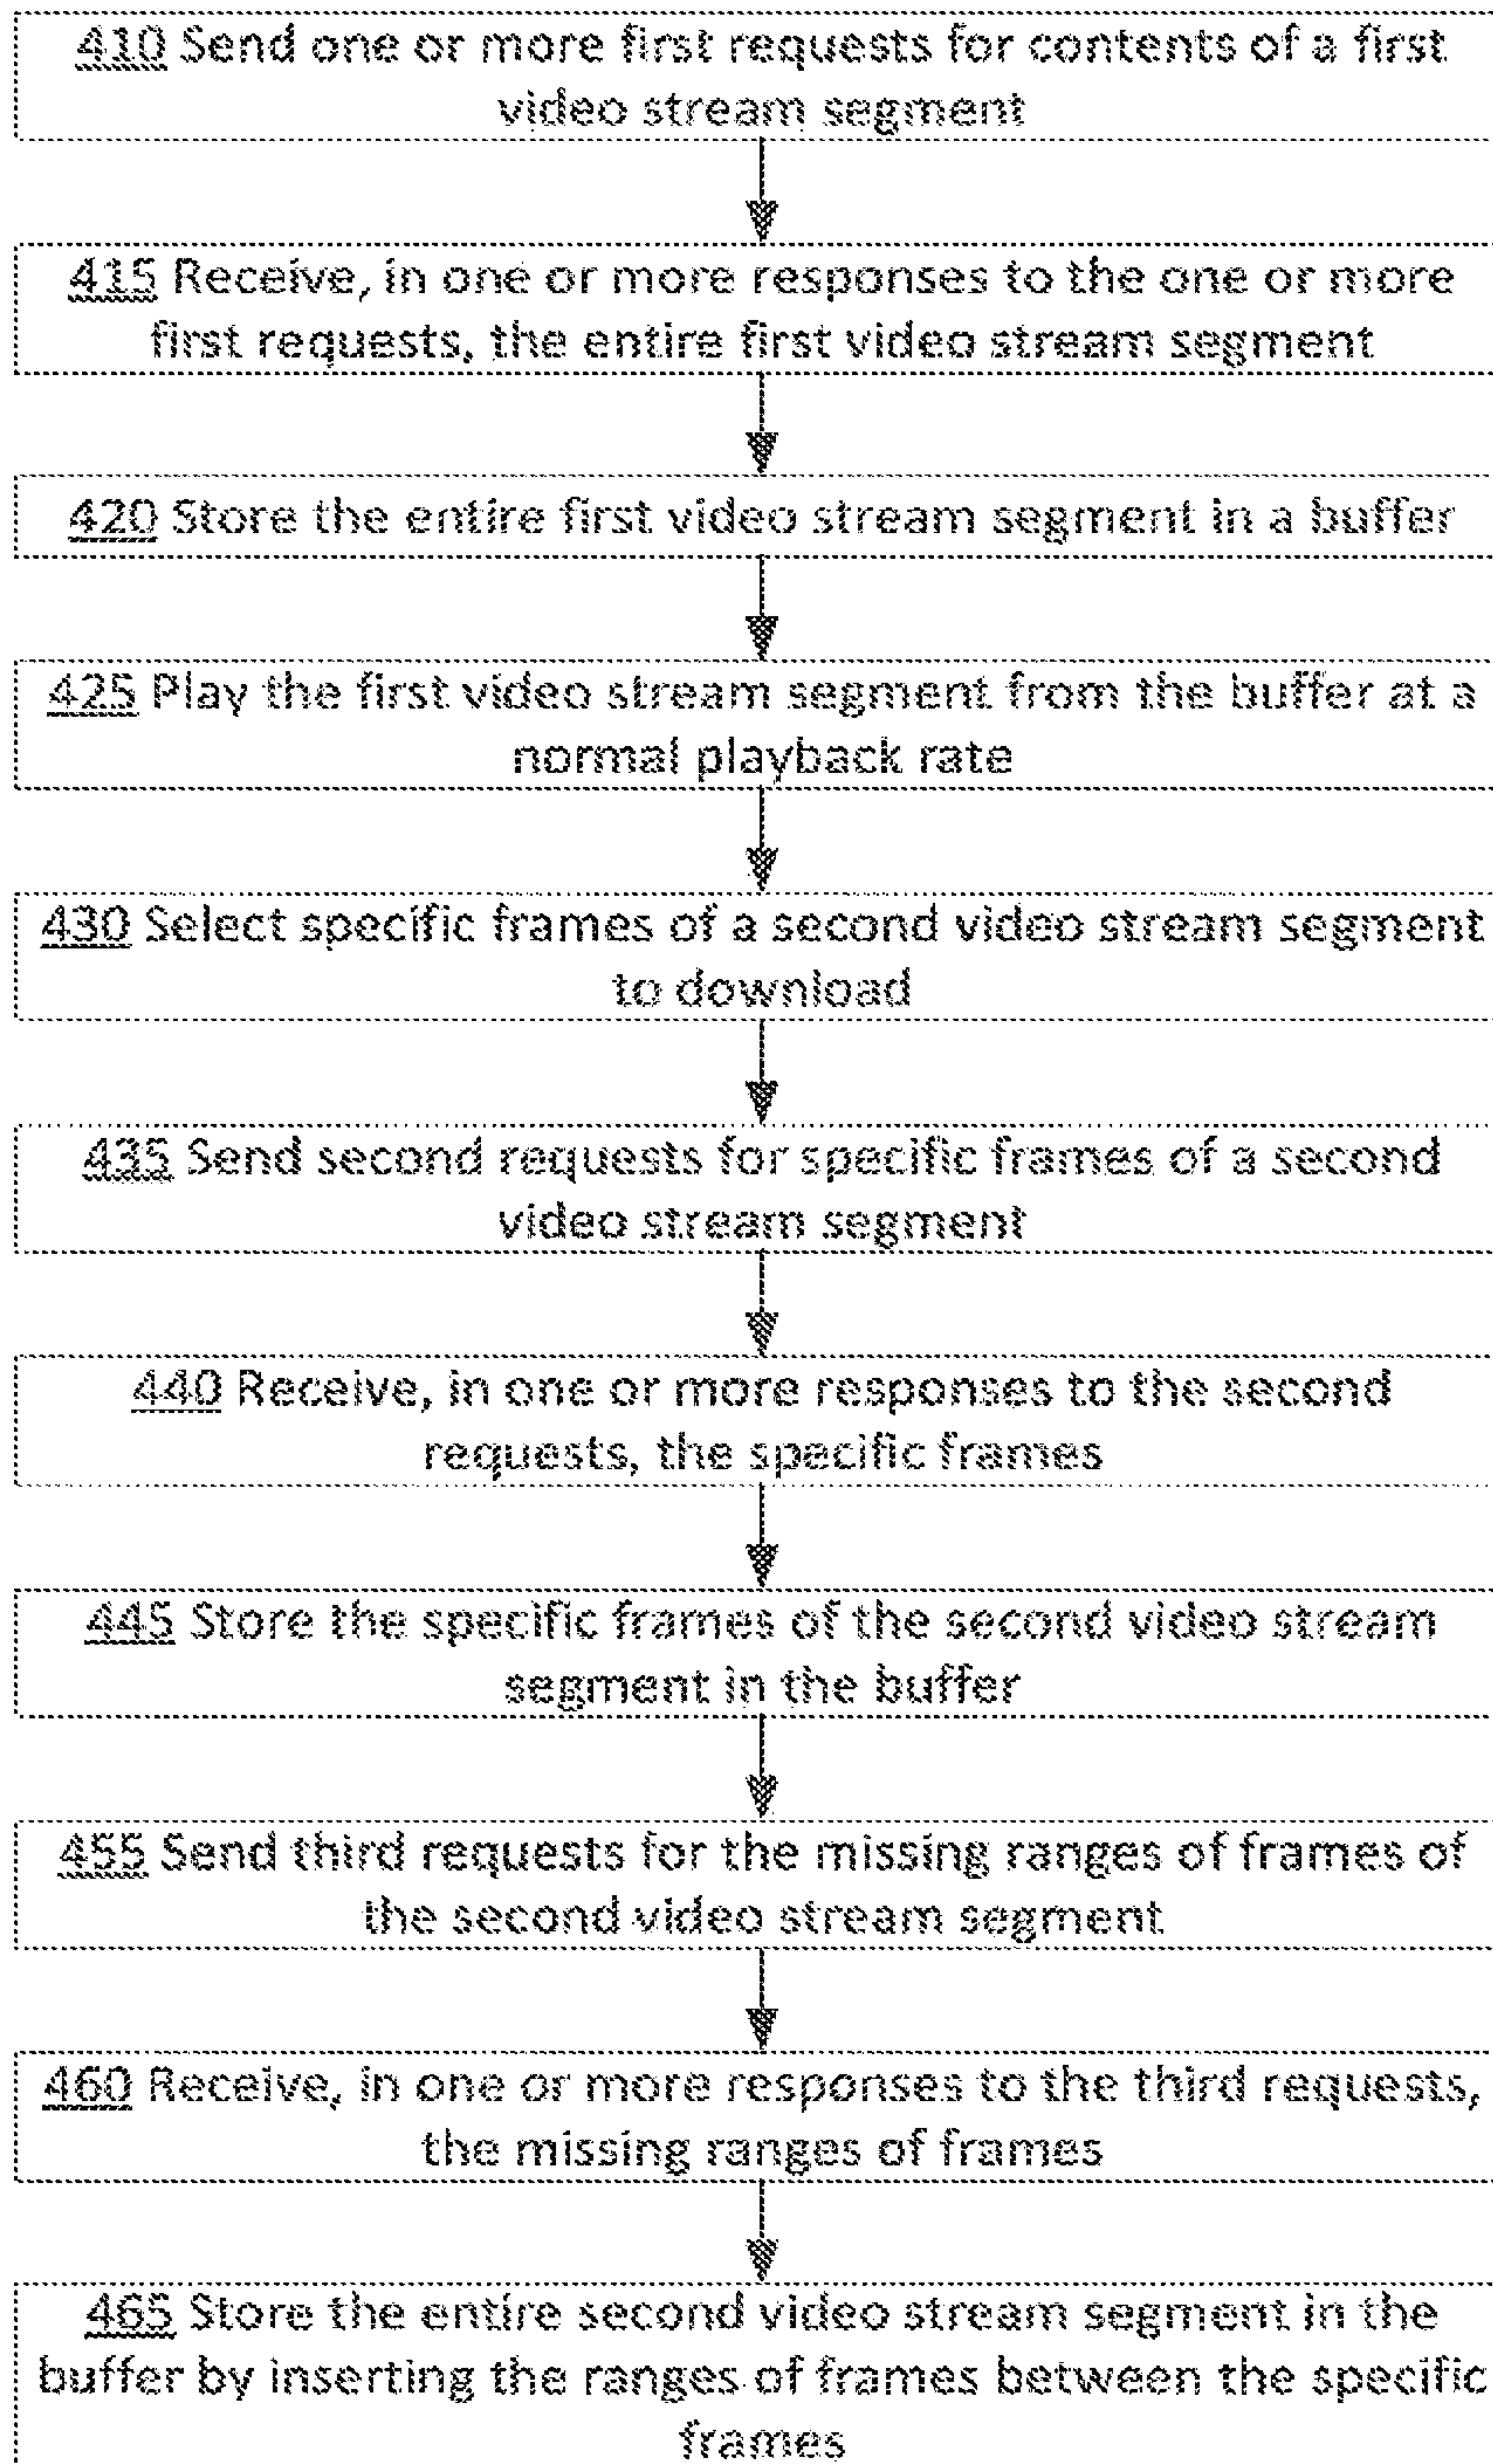 410 Send one or more first requests for contents of a first
video stream segment
415 Receive, in one or more responses to the one or more
first requests, the entire first video stream segment
420 Store the entire first video stream segment in a buffer
425 Play the first video stream segment from the buffer at a
normal playback rate
430 Select specific frames of a second video stream segment
to download
435 Send second requests for specific frames of a second
video stream segment
440 Receive, in one or more responses to the second
requests, the specific frames
445 Store the specific frames of the second video stream
segment in the buffer
455 Send third requests for the missing ranges of frames of
the second video stream segment
460 Receive, in one or more responses to the third requests,
the missing ranges of frames
465 Store the entire second video stream segment in the
buffer by inserting the ranges of frames between the specific
frames